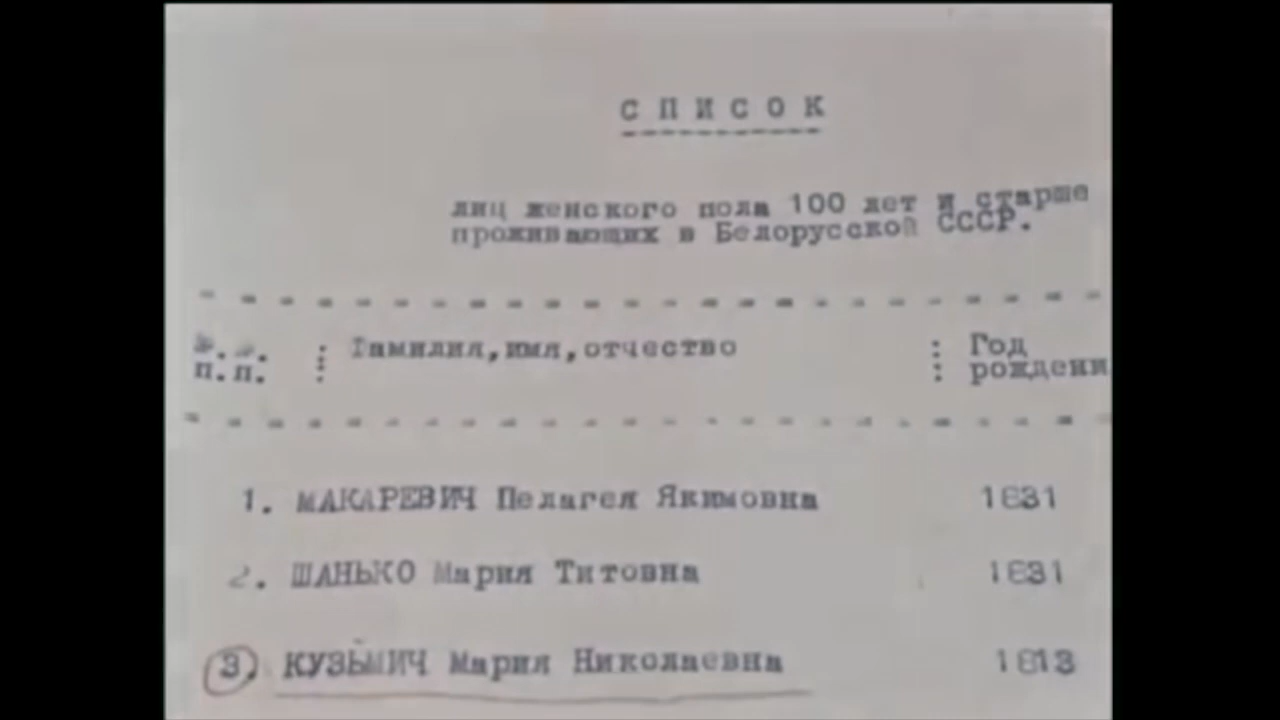 СПИСОК
лиц женского пола 100 лет и старше
проживающих в Белорусской СССР.
Фамилия,имя,отчество : Год
п.п. : рождени
1. МАКАРЕВИЧ Пелагея Якимовна 1831
2. ШАНЬКО Мария Титовна 1831
3. КУЗЬМИЧ Мария Николаевна 1813